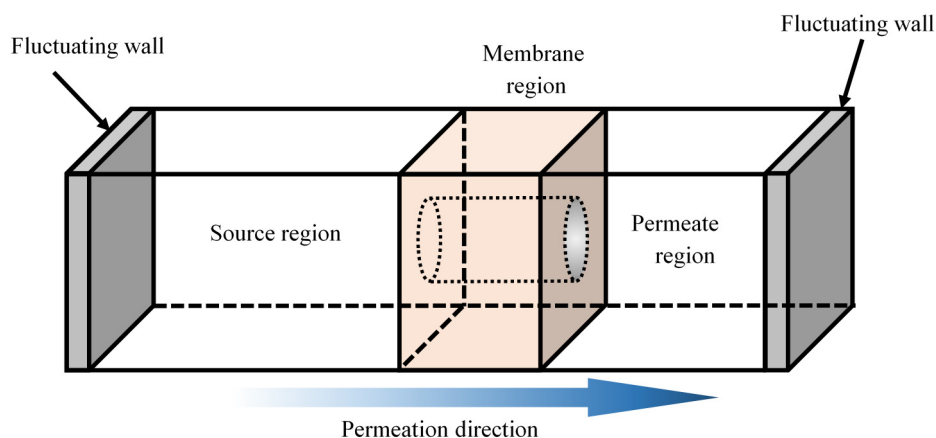 Fluctuating wall
Fluctuating wall
Membrane
region
Source region
Permeate
region
Permeation direction